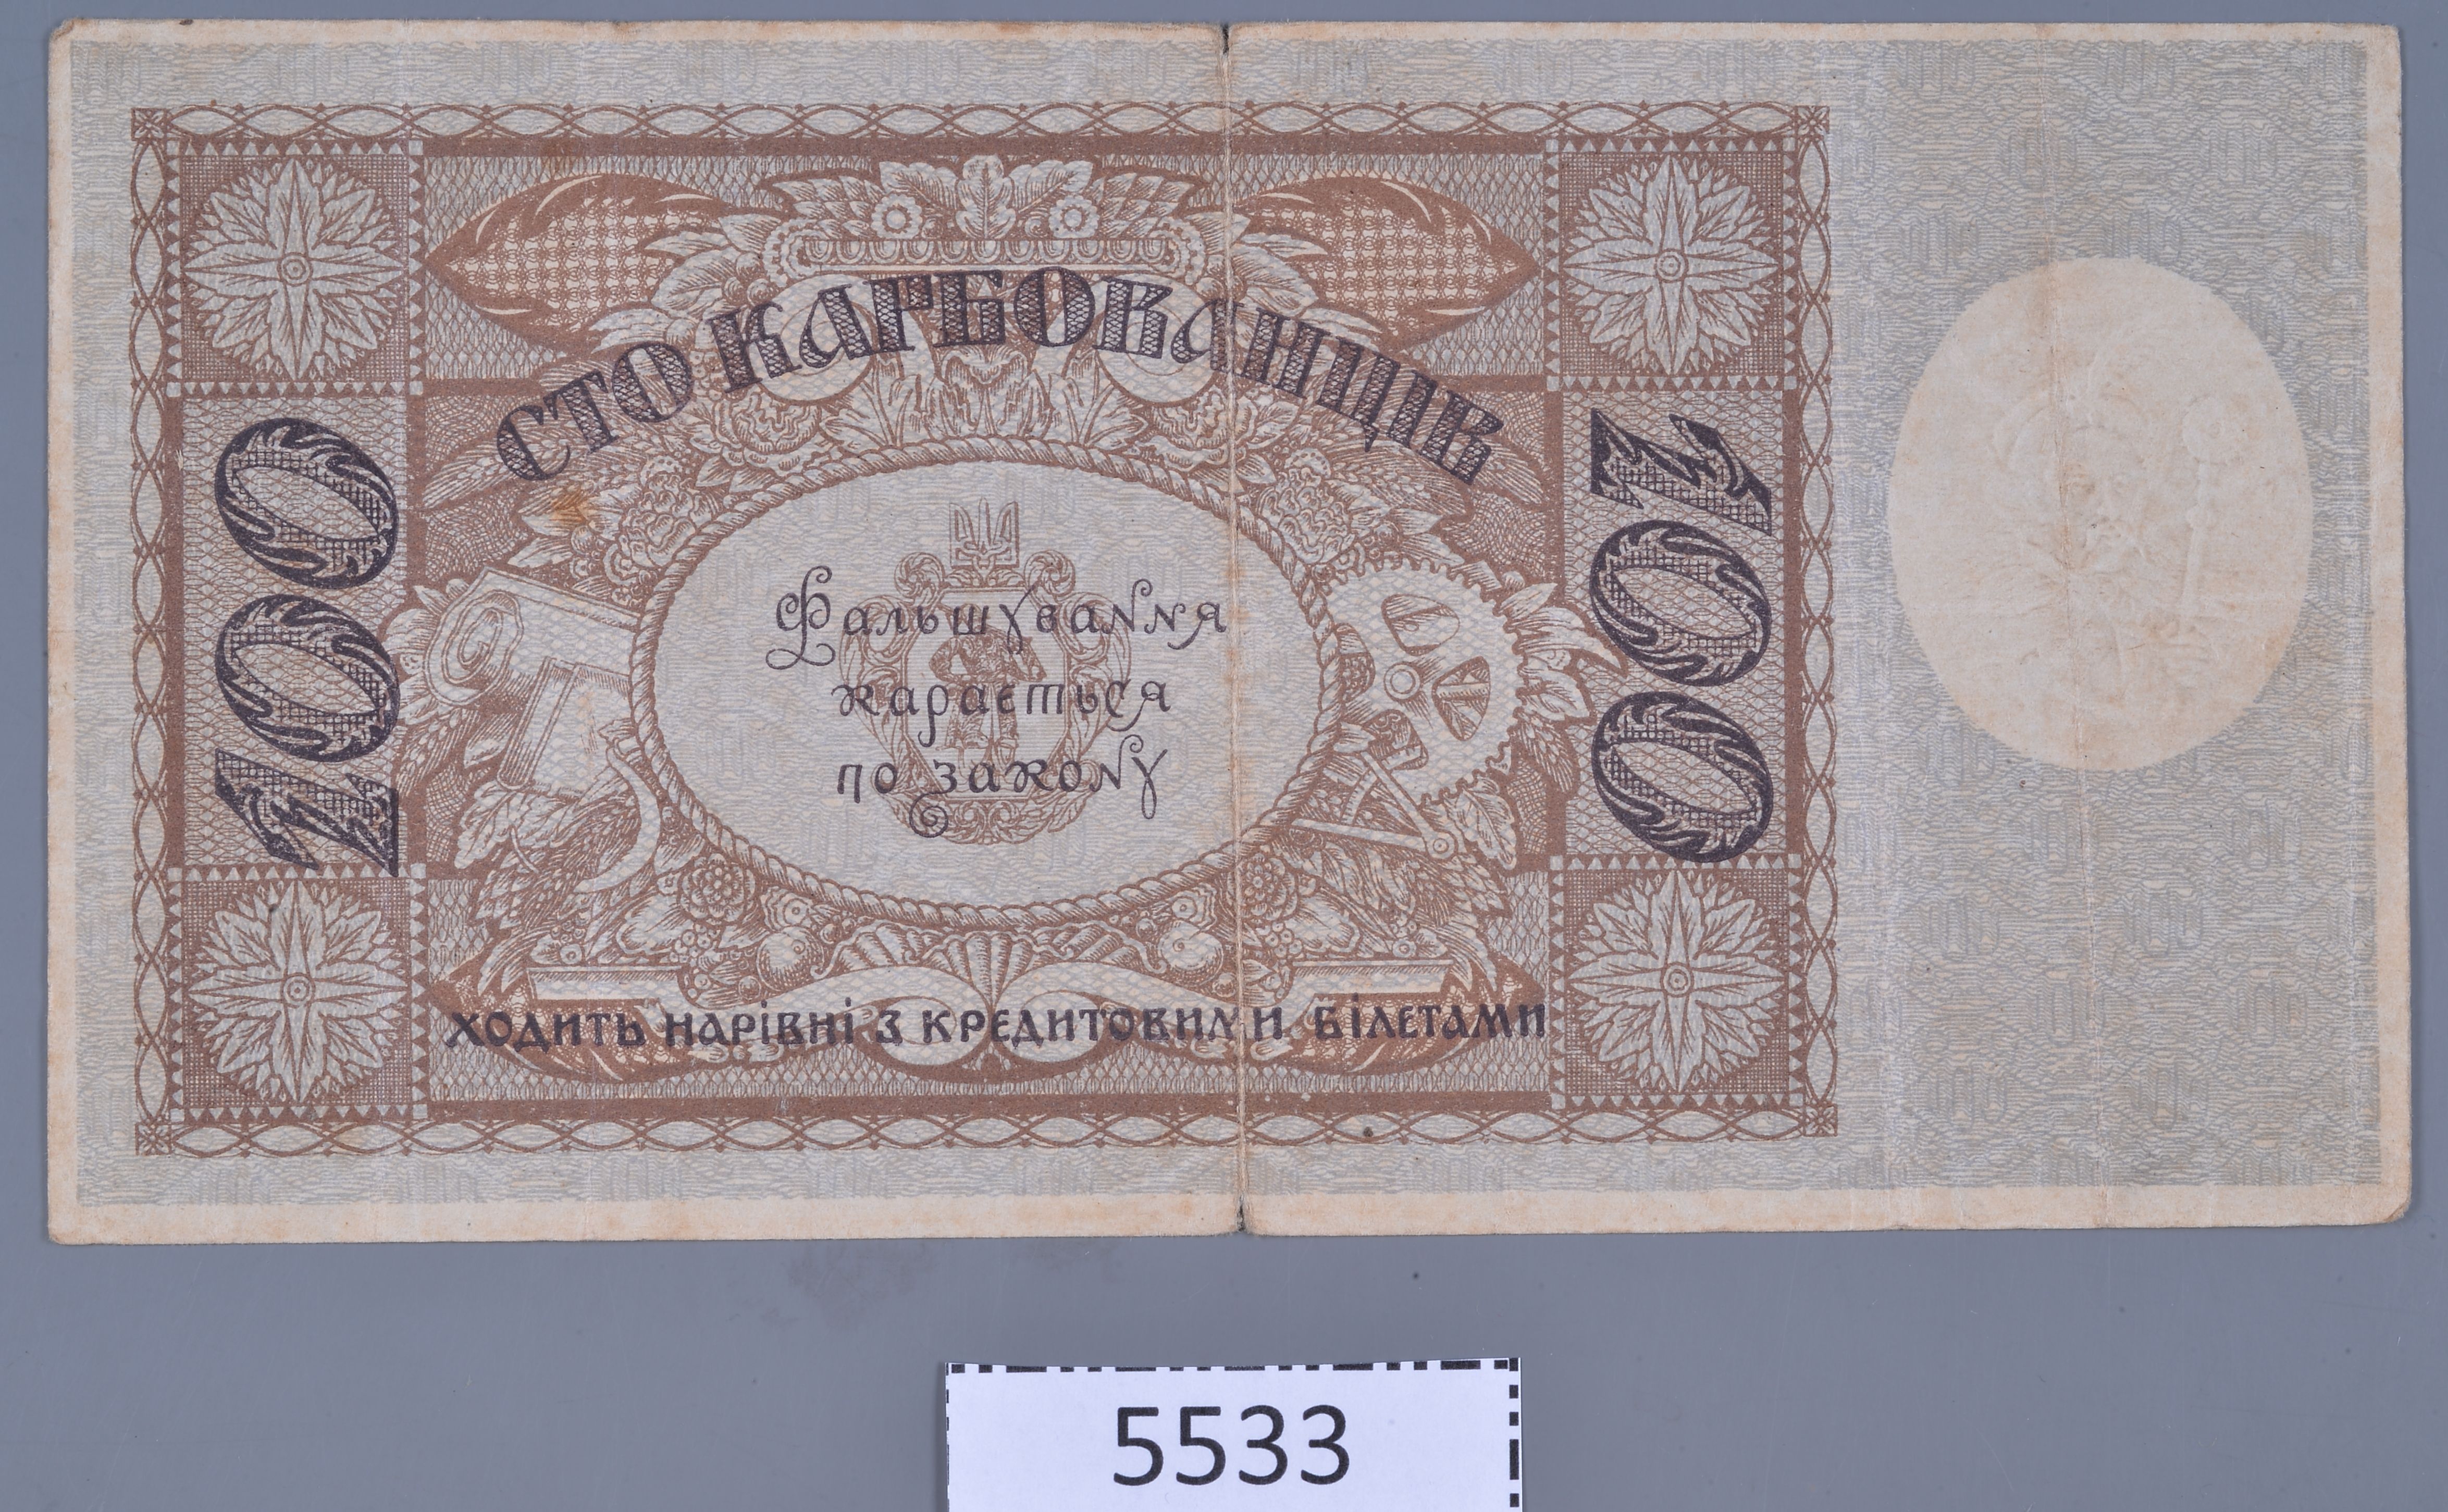 СТО КАРБОВАНЦІВ
100
100
Фальшування
карається
по закону
ХОДИТЬ НАРІВНІ З КРЕДИТОВИМИ БІЛЕТАМИ
5533